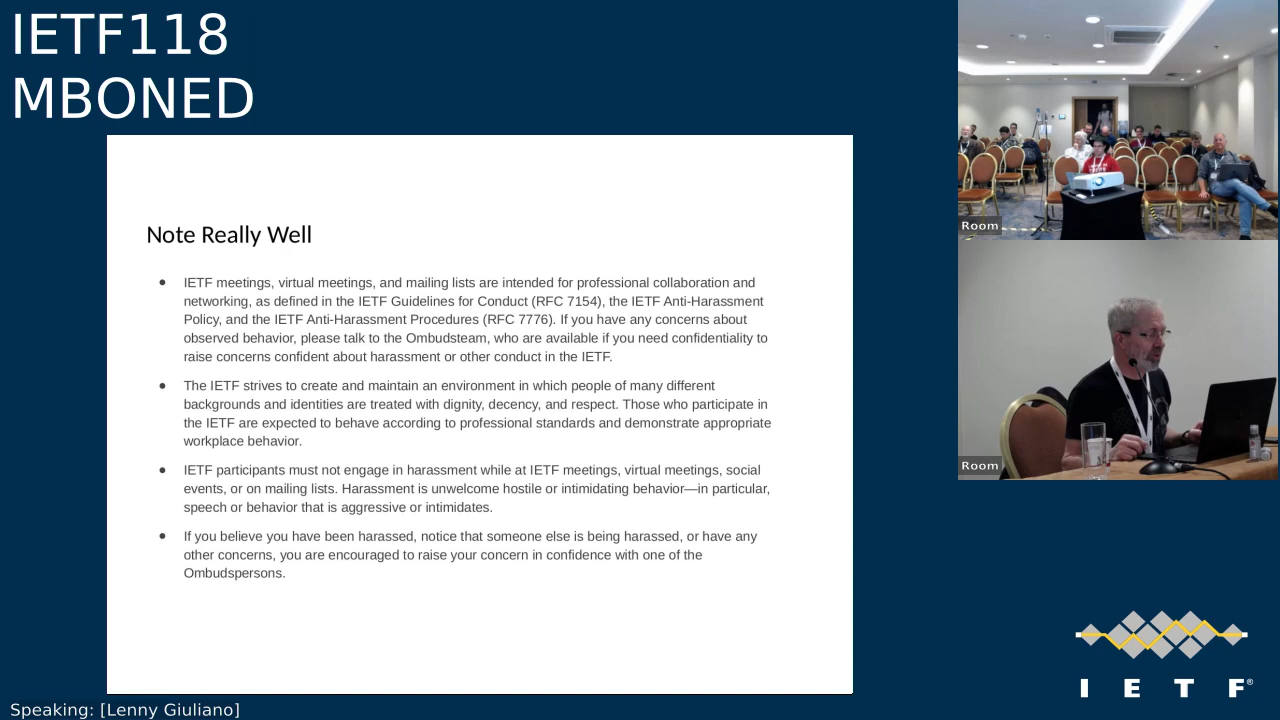 IETF118
MBONED
Note Really Well
• IETF meetings, virtual meetings, and mailing lists are intended for professional collaboration and
networking, as defined in the IETF Guidelines for Conduct (RFC 7154), the IETF Anti-Harassment
Policy, and the IETF Anti-Harassment Procedures (RFC 7776). If you have any concerns about
observed behavior, please talk to the Ombudsteam, who are available if you need confidentiality to
raise concerns confident about harassment or other conduct in the IETF.
• The IETF strives to create and maintain an environment in which people of many different
backgrounds and identities are treated with dignity, decency, and respect. Those who participate in
the IETF are expected to behave according to professional standards and demonstrate appropriate
workplace behavior.
• IETF participants must not engage in harassment while at IETF meetings, virtual meetings, social
events, or on mailing lists. Harassment is unwelcome hostile or intimidating behavior—in particular,
speech or behavior that is aggressive or intimidates.
• If you believe you have been harassed, notice that someone else is being harassed, or have any
other concerns, you are encouraged to raise your concern in confidence with one of the
Ombudspersons.
Room
Room
I E T F®
Speaking: [Lenny Giuliano]